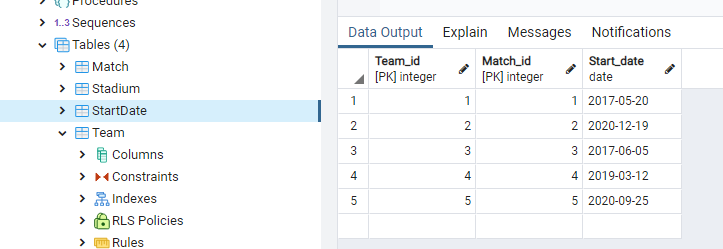 Procedures
1..3 Sequences
Tables (4)
Match
Stadium
StartDate
Team
Columns
Constraints
Indexes
RLS Policies
Rules
Data Output Explain Messages Notifications
Team_id Match_id Start_date
[PK] integer [PK] integer date
1 1 1 2017-05-20
2 2 2 2020-12-19
3 3 3 2017-06-05
4 4 4 2019-03-12
5 5 5 2020-09-25